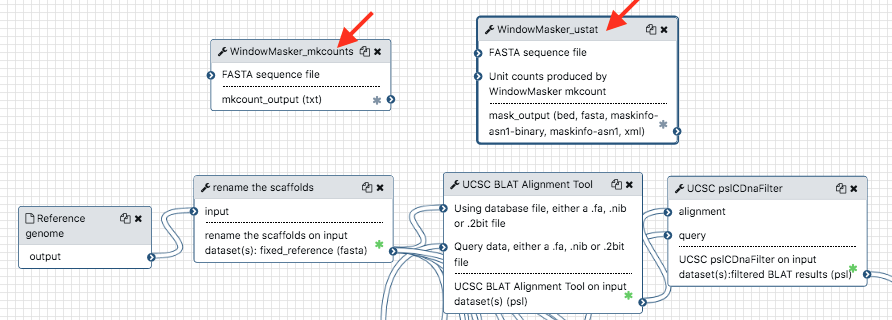 WindowMasker_mkcounts
FASTA sequence file
mkcount_output (txt)
WindowMasker_ustat
FASTA sequence file
Unit counts produced by
WindowMasker mkcount
mask_output (bed, fasta, maskinfo-
asn1-binary, maskinfo-asn1, xml)
Reference
genome
output
rename the scaffolds
input
rename the scaffolds on input
dataset(s): fixed_reference (fasta)
UCSC BLAT Alignment Tool
Using database file, either a .fa, .nib
or .2bit file
Query data, either a .fa, .nib or .2bit
file
UCSC BLAT Alignment Tool on input
dataset(s) (psl)
UCSC pslCDnaFilter
alignment
query
UCSC pslCDnaFilter on input
dataset(s):filtered BLAT results (psl)